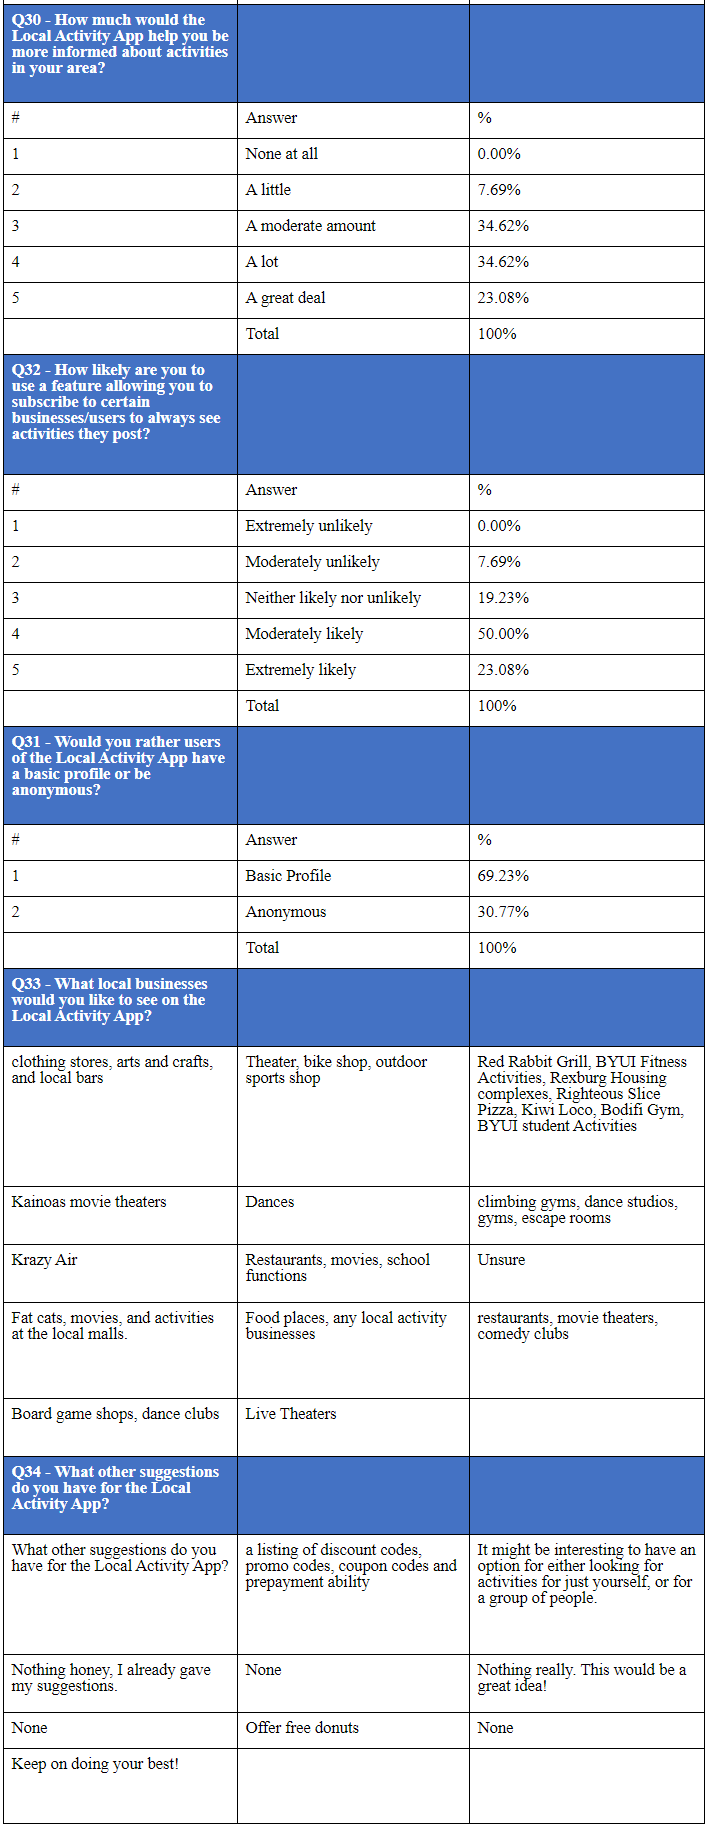 Q30 - How much would the
Local Activity App help you be
more informed about activities
in your area?
# Answer %
1 None at all 0.00%
2 A little 7.69%
3 A moderate amount 34.62%
4 A lot 34.62%
5 A great deal 23.08%
Total 100%
Q32 - How likely are you to
use a feature allowing you to
subscribe to certain
businesses/users to always see
activities they post?
# Answer %
1 Extremely unlikely 0.00%
2 Moderately unlikely 7.69%
3 Neither likely nor unlikely 19.23%
4 Moderately likely 50.00%
5 Extremely likely 23.08%
Total 100%
Q31 - Would you rather users
of the Local Activity App have
a basic profile or be
anonymous?
# Answer %
1 Basic Profile 69.23%
2 Anonymous 30.77%
Total 100%
Q33 - What local businesses
would you like to see on the
Local Activity App?
clothing stores, arts and crafts,
and local bars
Theater, bike shop, outdoor
sports shop
Red Rabbit Grill, BYUI Fitness
Activities, Rexburg Housing
complexes, Righteous Slice
Pizza, Kiwi Loco, Bodifi Gym,
BYUI student Activities
Kainoas movie theaters
Dances
climbing gyms, dance studios,
gyms, escape rooms
Krazy Air
Restaurants, movies, school
functions
Unsure
Fat cats, movies, and activities
at the local malls.
Food places, any local activity
businesses
restaurants, movie theaters,
comedy clubs
Board game shops, dance clubs
Live Theaters
Q34 - What other suggestions
do you have for the Local
Activity App?
What other suggestions do you
have for the Local Activity App?
a listing of discount codes,
promo codes, coupon codes and
prepayment ability
It might be interesting to have an
option for either looking for
activities for just yourself, or for
a group of people.
Nothing honey, I already gave
my suggestions.
None
Nothing really. This would be a
great idea!
None
Offer free donuts
None
Keep on doing your best!